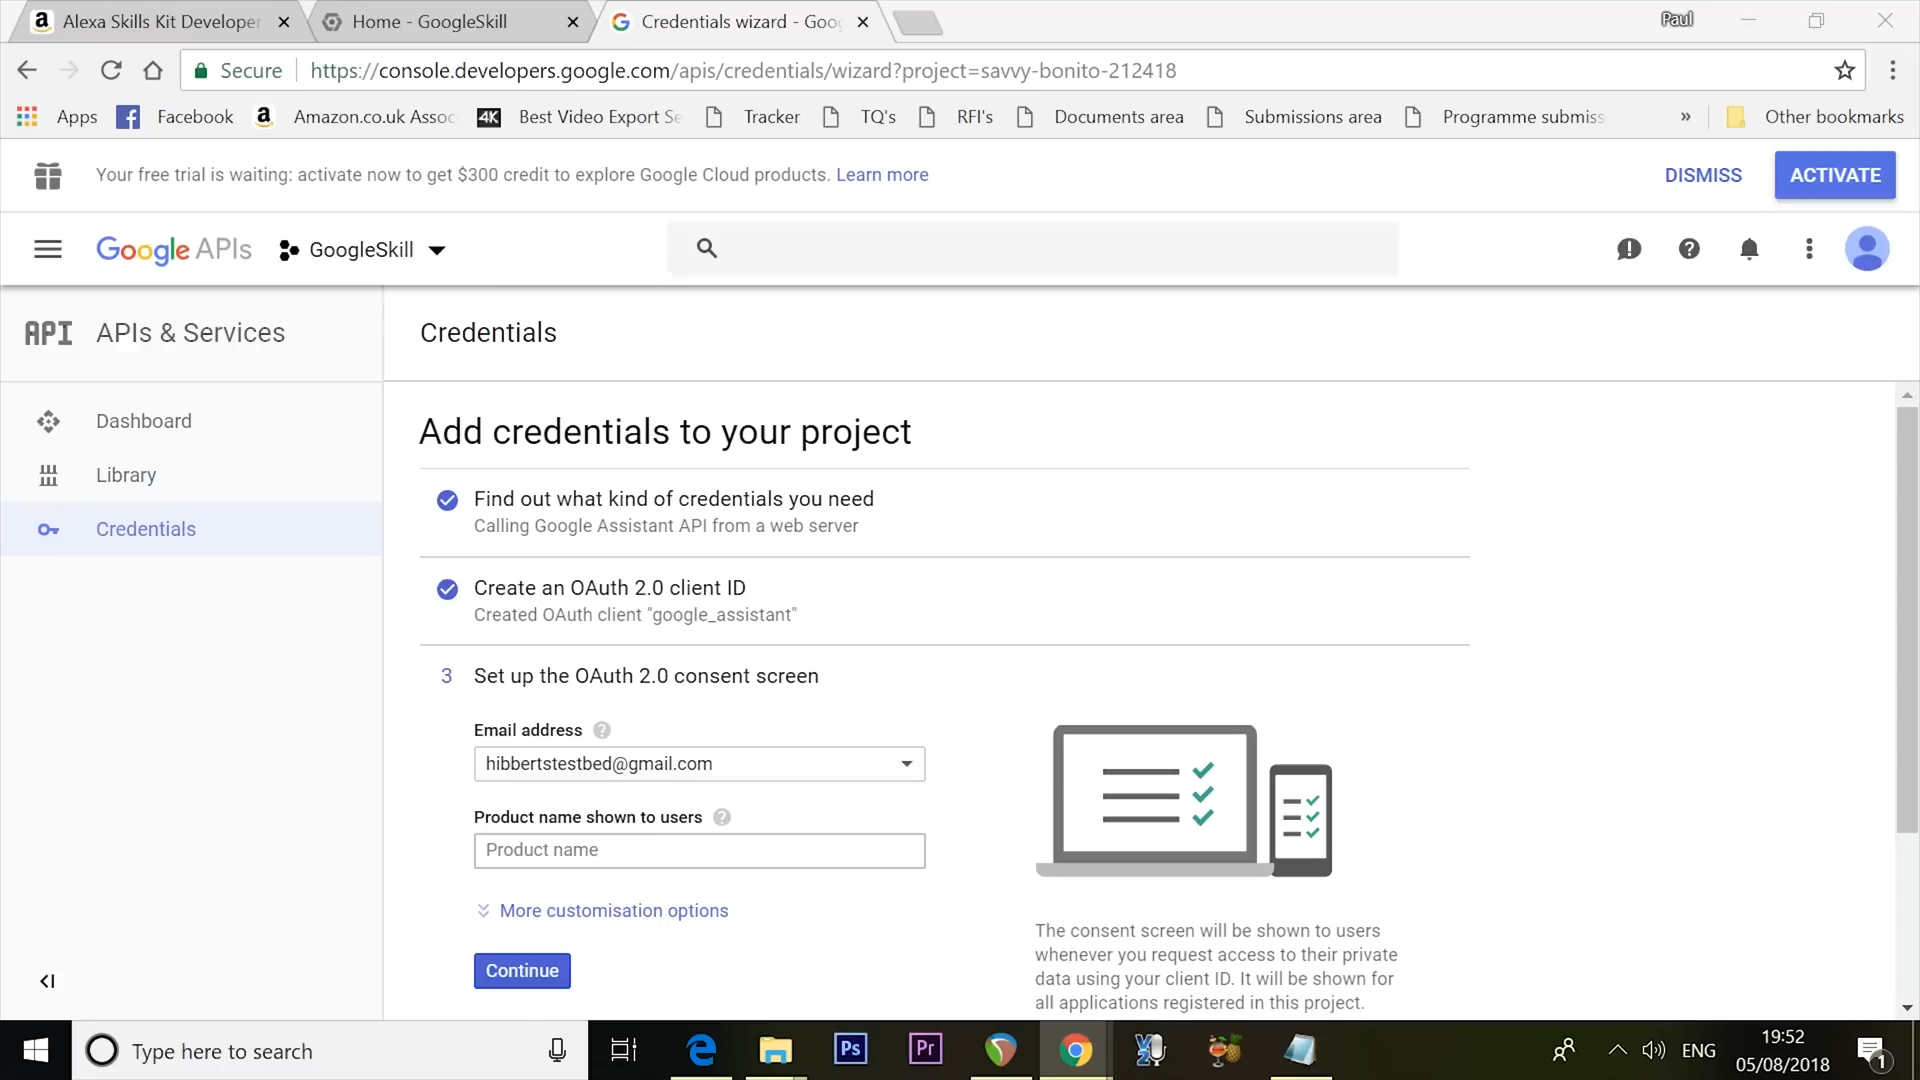 Alexa Skills Kit Developer
Home - GoogleSkill
Credentials wizard - Goo
Paul
Secure
https://console.developers.google.com/apis/credentials/wizard?project=savvy-bonito-212418
Apps
Facebook
Amazon.co.uk Assoc
4K
Best Video Export Se
Tracker
TQ's
RFI's
Documents area
Submissions area
Programme submiss
»
Other bookmarks
Your free trial is waiting: activate now to get $300 credit to explore Google Cloud products. Learn more
DISMISS
ACTIVATE
Google APIs
GoogleSkill
API
APIs & Services
Credentials
Dashboard
Library
Credentials
Add credentials to your project
Find out what kind of credentials you need
Calling Google Assistant API from a web server
Create an OAuth 2.0 client ID
Created OAuth client "google_assistant"
3 Set up the OAuth 2.0 consent screen
Email address
hibbertstestbed@gmail.com
Product name shown to users
Product name
More customisation options
Continue
The consent screen will be shown to users
whenever you request access to their private
data using your client ID. It will be shown for
all applications registered in this project.
Type here to search
Ps
Pr
ENG
19:52
05/08/2018
1